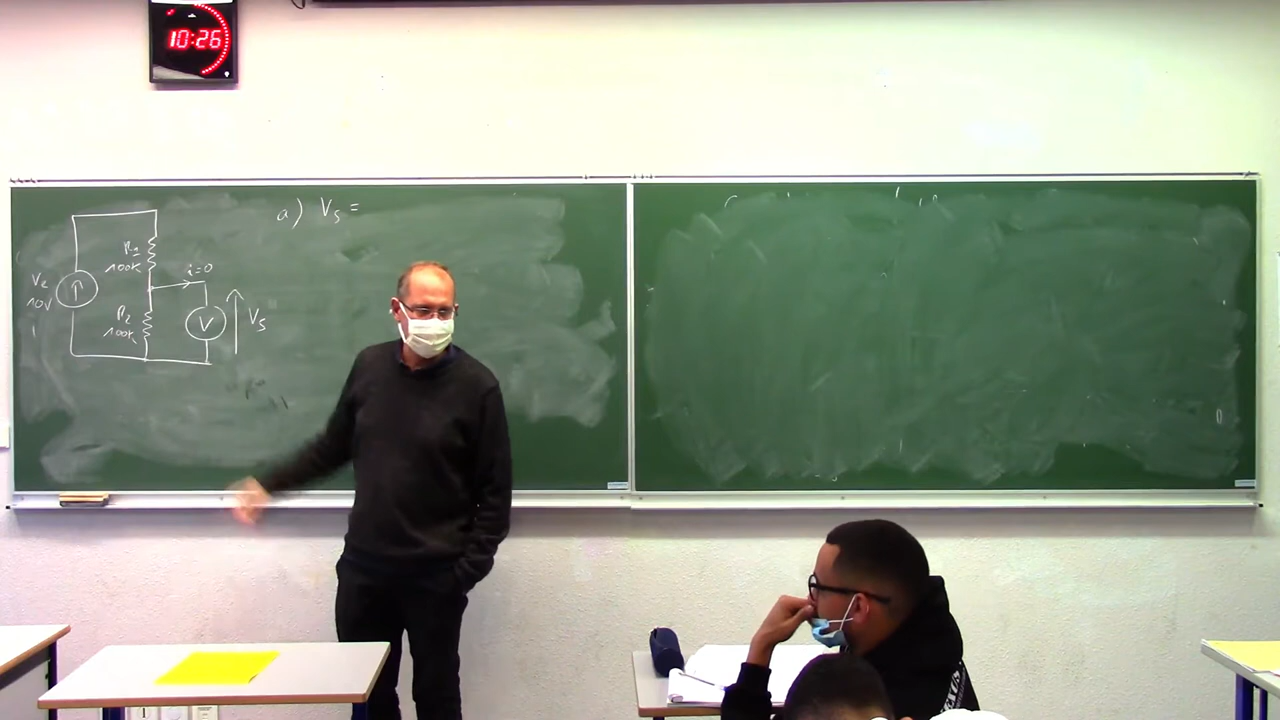 10:26
a) Vs =
R1
100K
i=0
Ve
10V
R2
100K
V
Vs